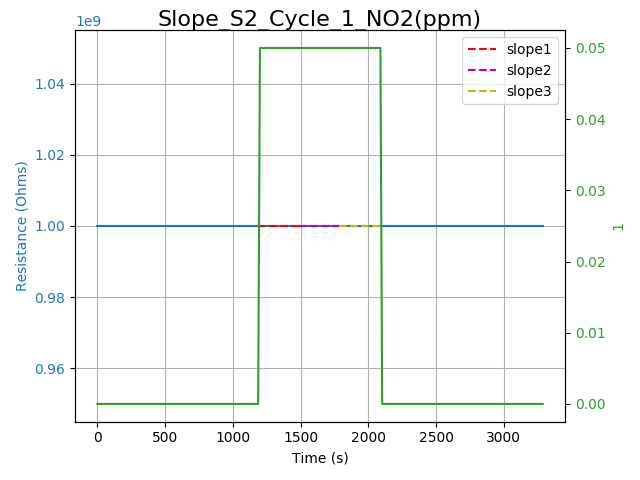 Slope_S2_Cycle_1_NO2(ppm)
1e9
slope1
slope2
slope3
1.04
1.02
1.00
0.98
0.96
Resistance (Ohms)
0.05
0.04
0.03
0.02
0.01
0.00
1
0 500 1000 1500 2000 2500 3000
Time (s)